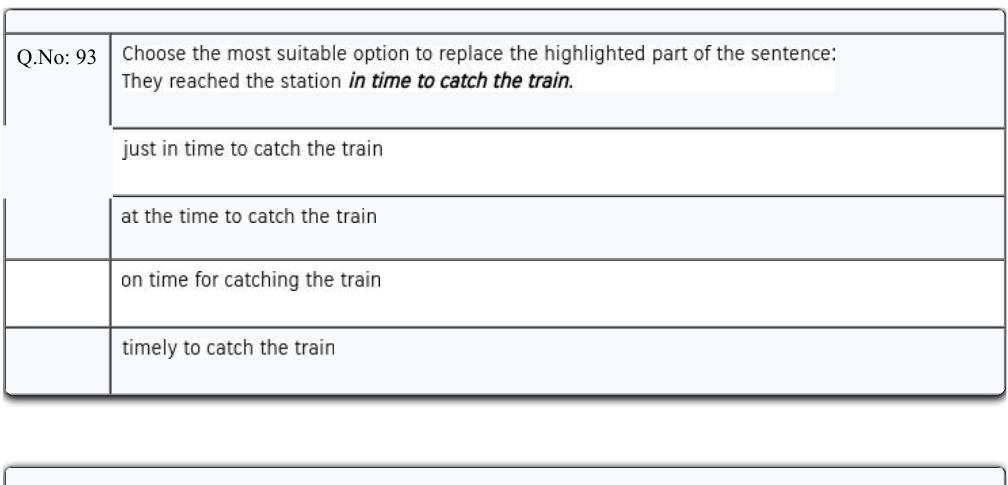 Q.No: 93
Choose the most suitable option to replace the highlighted part of the sentence:
They reached the station in time to catch the train.
just in time to catch the train
at the time to catch the train
on time for catching the train
timely to catch the train